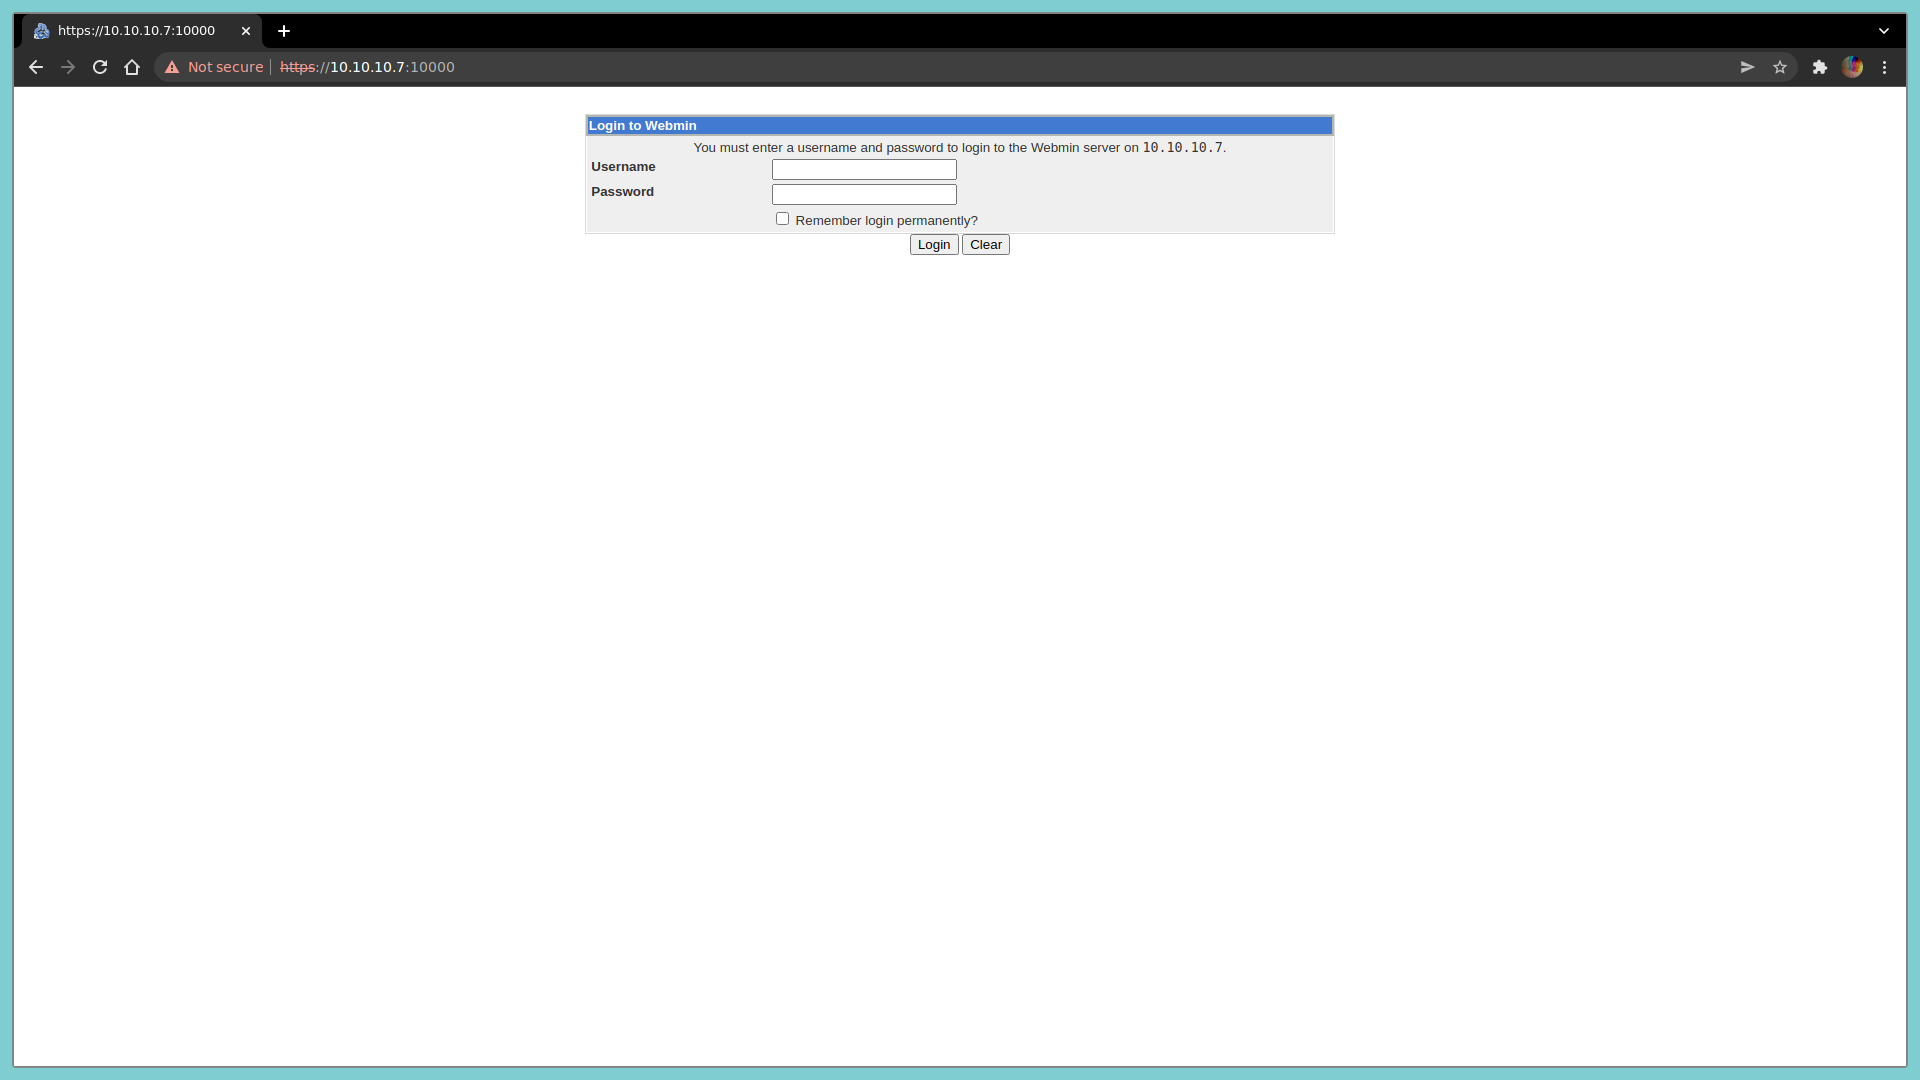 https://10.10.10.7:10000
Not secure https://10.10.10.7:10000
Login to Webmin
You must enter a username and password to login to the Webmin server on 10.10.10.7.
Username
Password
Remember login permanently?
Login Clear